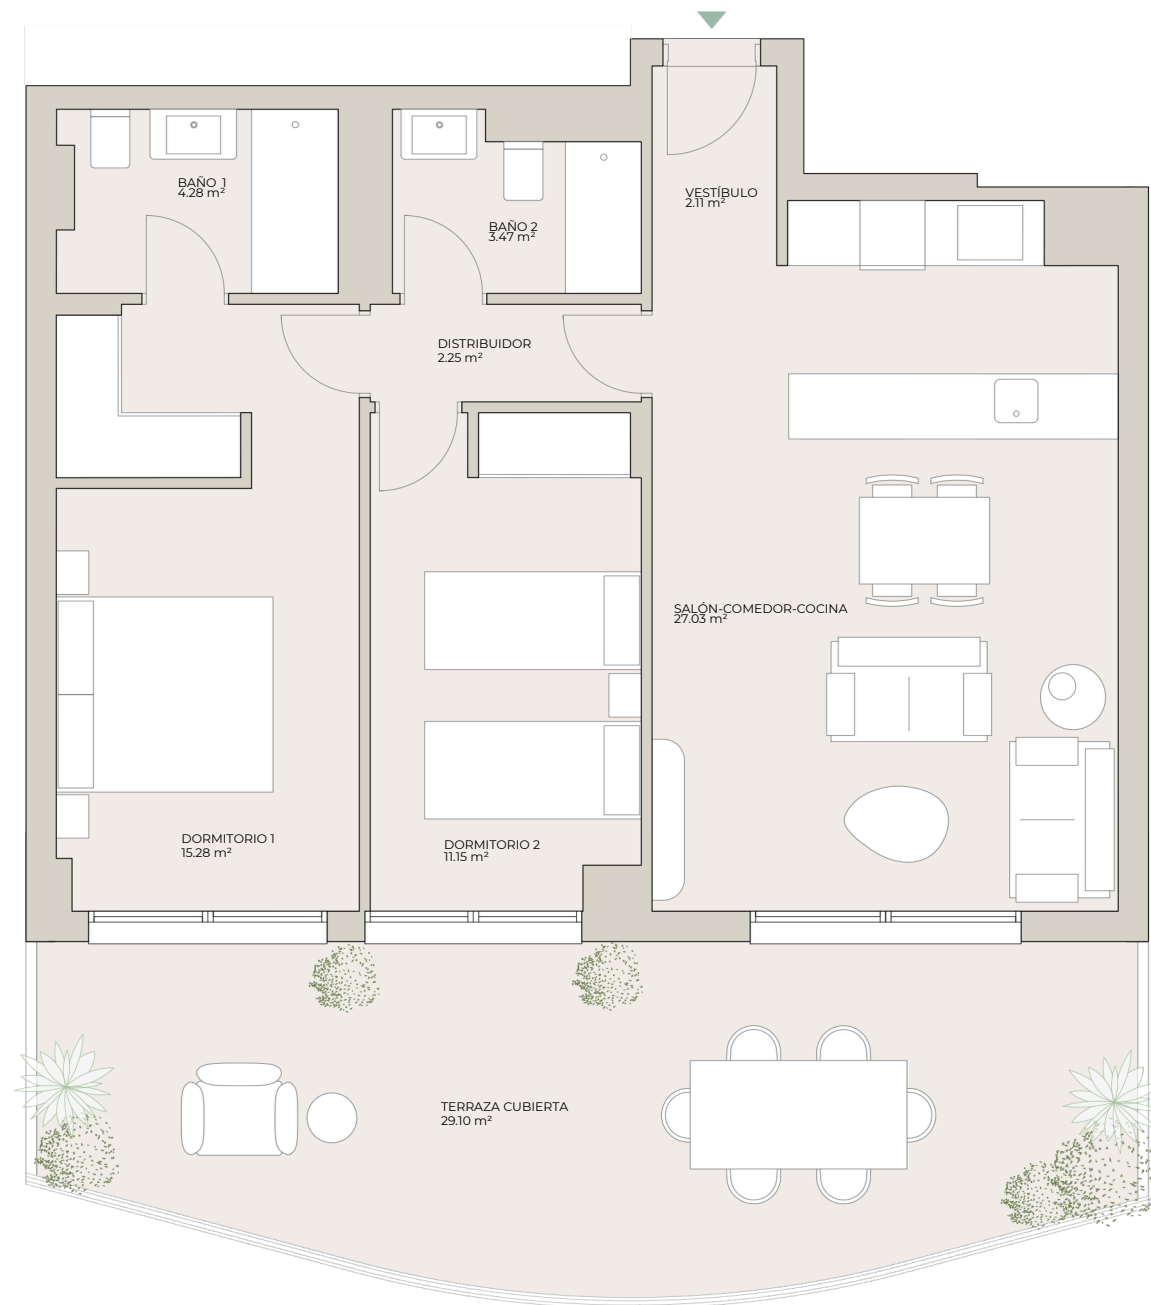 BAÑO 1
4.28 m²
VESTÍBULO
2.11 m²
BAÑO 2
3.47 m²
DISTRIBUIDOR
2.25 m²
SALÓN-COMEDOR-COCINA
27.03 m²
DORMITORIO 1
15.28 m²
DORMITORIO 2
11.15 m²
TERRAZA CUBIERTA
29.10 m²